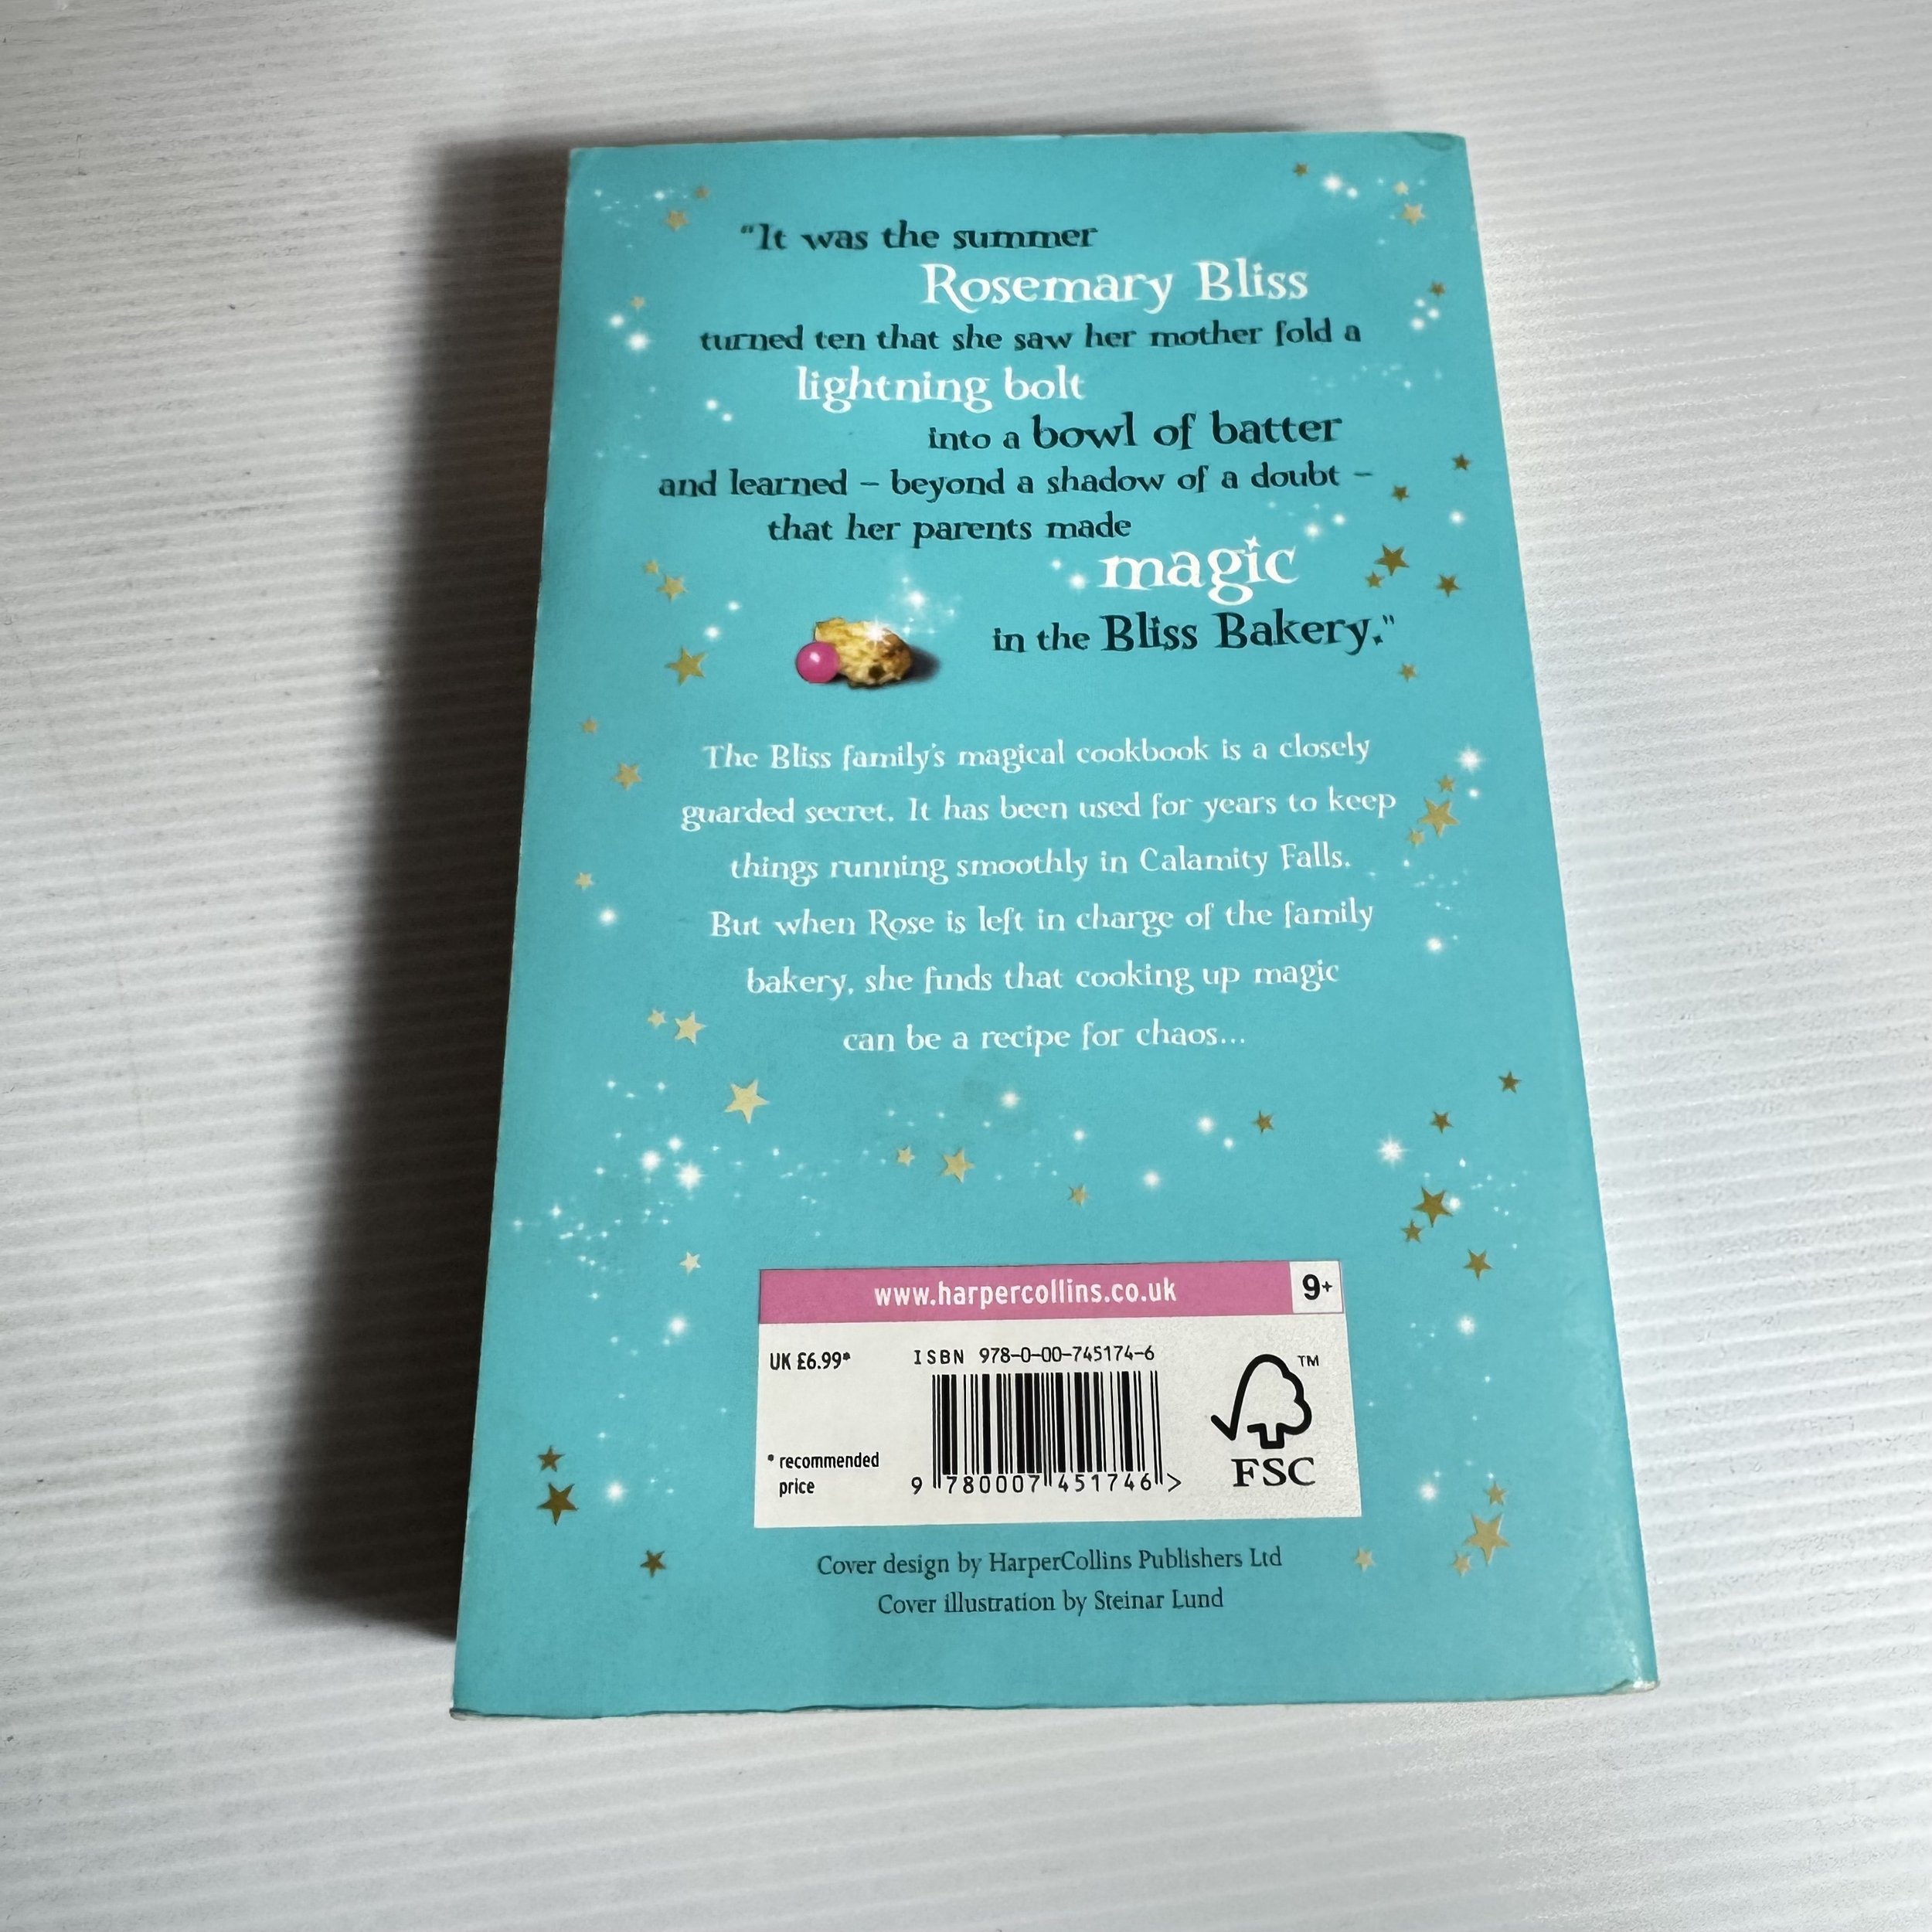 "It was the summer
Rosemary Bliss
turned ten that she saw her mother fold a
lightning bolt
into a bowl of batter
and learned – beyond a shadow of a doubt –
that her parents made
magic
in the Bliss Bakery."
The Bliss family's magical cookbook is a closely
guarded secret. It has been used for years to keep
things running smoothly in Calamity Falls.
But when Rose is left in charge of the family
bakery, she finds that cooking up magic
can be a recipe for chaos...
www.harpercollins.co.uk 9+
UK £6.99*
ISBN 978-0-00-745174-6
* recommended
price
9 780007 451746 >
TM
FSC
Cover design by HarperCollins Publishers Ltd
Cover illustration by Steinar Lund